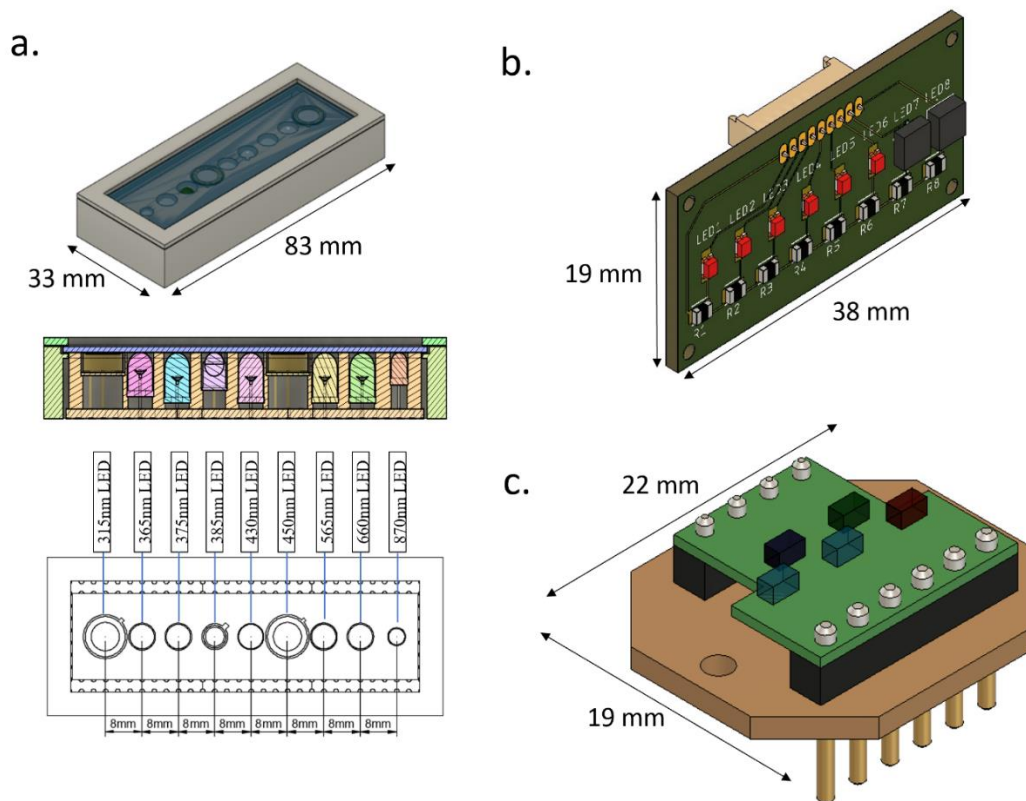 a.
33 mm
83 mm
315nm LED
365nm LED
375nm LED
385nm LED
430nm LED
450nm LED
565nm LED
660nm LED
870nm LED
8mm 8mm 8mm 8mm 8mm 8mm 8mm 8mm
b.
LED1
LED2
LED3
LED4
LED5
LED6
LED7
LED8
R1
R2
R3
R4
R5
R6
R7
R8
19 mm
38 mm
c.
22 mm
19 mm